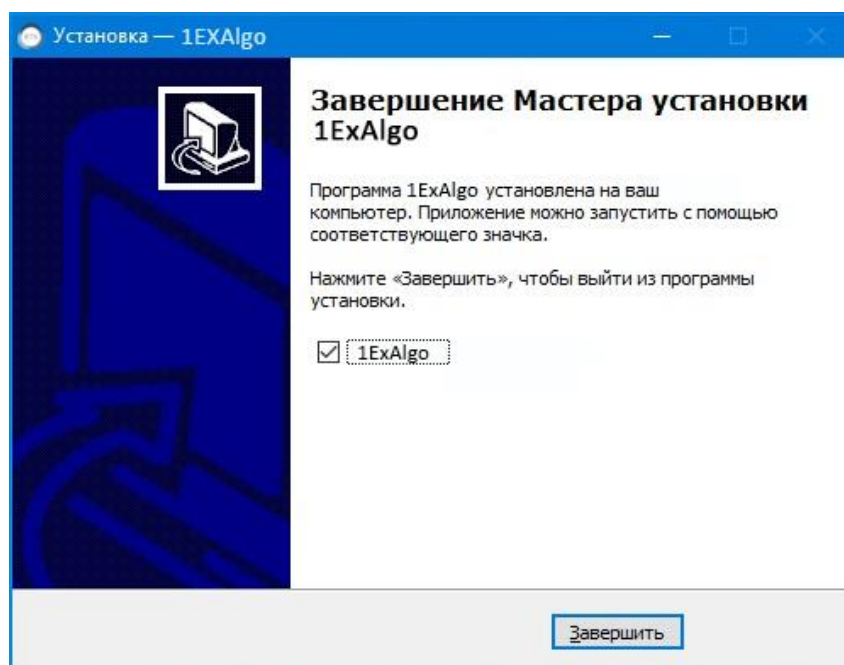 Установка — 1EXAlgo
Завершение Мастера установки
1ExAlgo
Программа 1ExAlgo установлена на ваш
компьютер. Приложение можно запустить с помощью
соответствующего значка.
Нажмите «Завершить», чтобы выйти из программы
установки.
1ExAlgo
Завершить